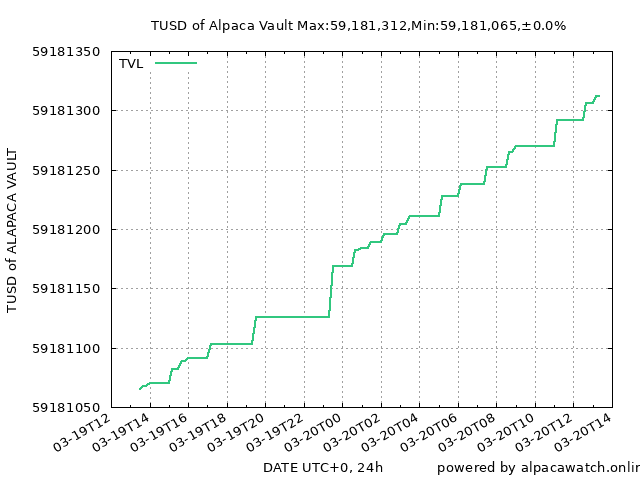 TUSD of Alpaca Vault Max:59,181,312,Min:59,181,065,±0.0%
TVL
59181350
59181300
59181250
59181200
59181150
59181100
59181050
TUSD of ALAPACA VAULT
03-19T12
03-19T14
03-19T16
03-19T18
03-19T20
03-19T22
03-20T00
03-20T02
03-20T04
03-20T06
03-20T08
03-20T10
03-20T12
03-20T14
DATE UTC+0, 24h
powered by alpacawatch.onlin